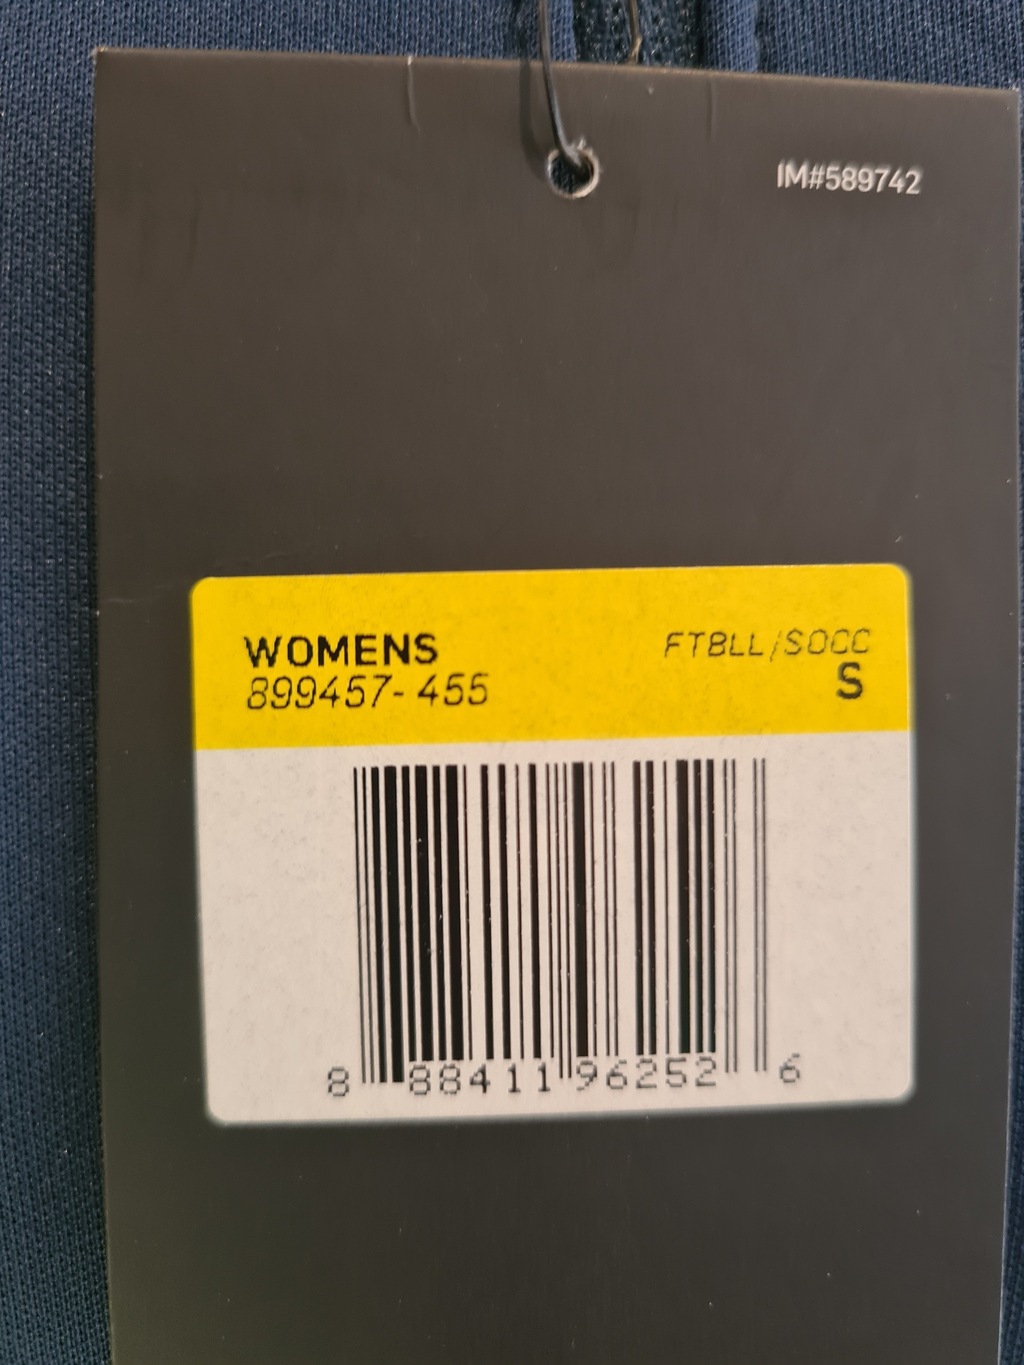 IM#589742
WOMENS
899457-455
FTBLL/SOCC
S
8 88411 96252 6